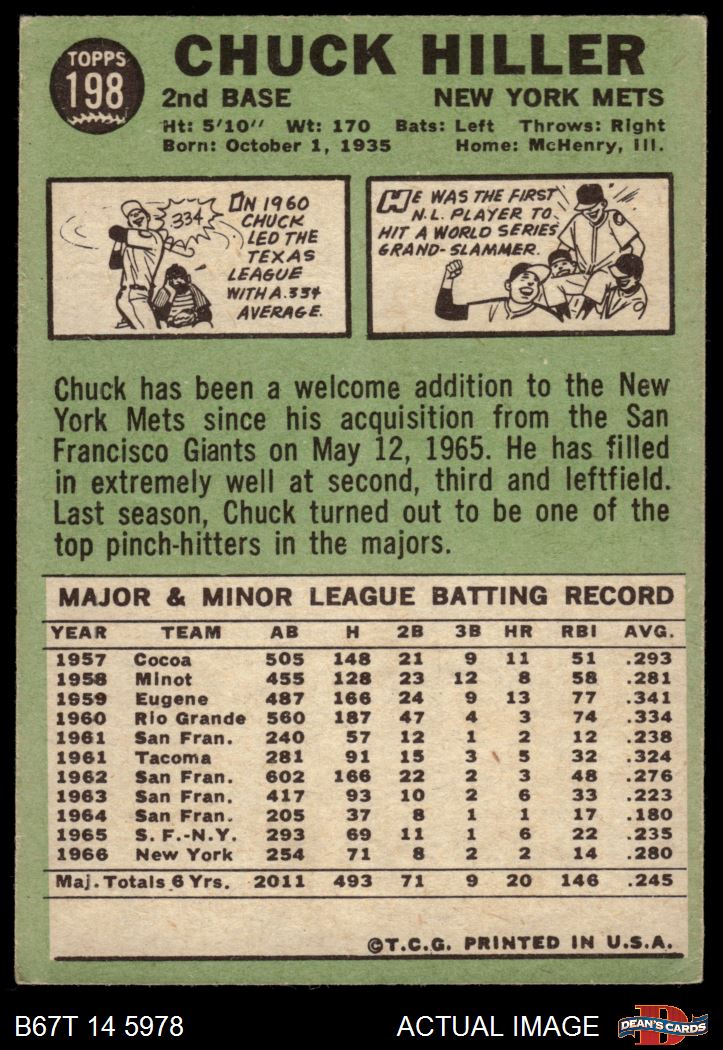 TOPPS
198
CHUCK HILLER
2nd BASE NEW YORK METS
Ht: 5'10" Wt: 170 Bats: Left Throws: Right
Born: October 1, 1935 Home: McHenry, Ill.
.334
IN 1960
CHUCK
LED THE
TEXAS
LEAGUE
WITH A .334
AVERAGE.
HE WAS THE FIRST
N.L. PLAYER TO
HIT A WORLD SERIES
GRAND-SLAMMER.
Chuck has been a welcome addition to the New
York Mets since his acquisition from the San
Francisco Giants on May 12, 1965. He has filled
in extremely well at second, third and leftfield.
Last season, Chuck turned out to be one of the
top pinch-hitters in the majors.
MAJOR & MINOR LEAGUE BATTING RECORD
YEAR TEAM AB H 2B 3B HR RBI AVG.
1957 Cocoa 505 148 21 9 11 51 .293
1958 Minot 455 128 23 12 8 58 .281
1959 Eugene 487 166 24 9 13 77 .341
1960 Rio Grande 560 187 47 4 3 74 .334
1961 San Fran. 240 57 12 1 2 12 .238
1961 Tacoma 281 91 15 3 5 32 .324
1962 San Fran. 602 166 22 2 3 48 .276
1963 San Fran. 417 93 10 2 6 33 .223
1964 San Fran. 205 37 8 1 1 17 .180
1965 S. F.-N.Y. 293 69 11 1 6 22 .235
1966 New York 254 71 8 2 2 14 .280
Maj. Totals 6 Yrs. 2011 493 71 9 20 146 .245
©T.C.G. PRINTED IN U.S.A.
B67T 14 5978 ACTUAL IMAGE
D
DEAN'S CARDS